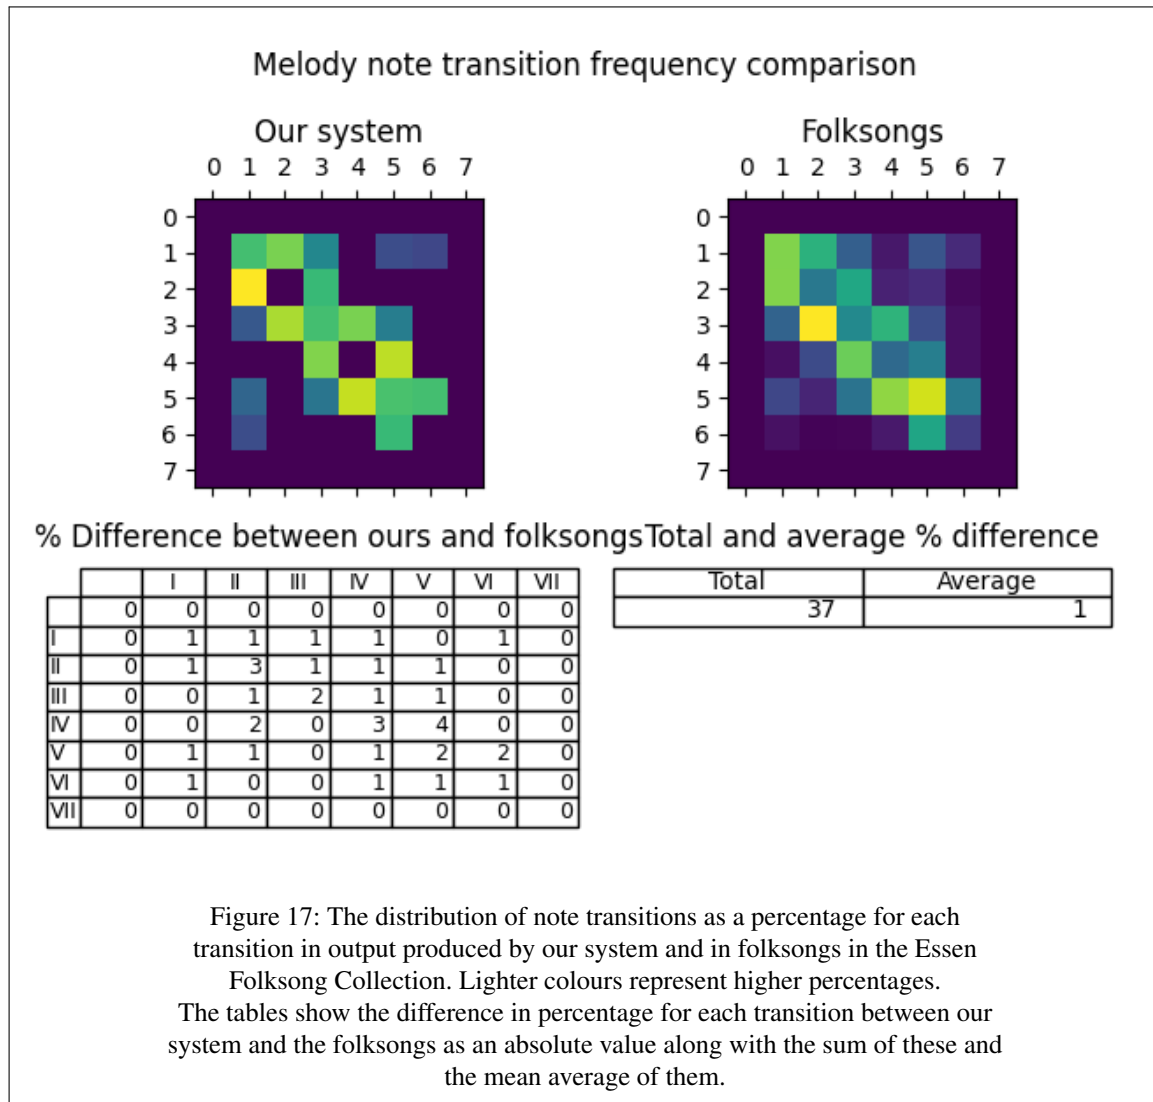 Melody note transition frequency comparison
Our system
0 1 2 3 4 5 6 7
0
1
2
3
4
5
6
7
Folksongs
0 1 2 3 4 5 6 7
0
1
2
3
4
5
6
7
% Difference between ours and folksongs
I II III IV V VI VII
0 0 0 0 0 0 0 0
I 0 1 1 1 1 0 1 0
II 0 1 3 1 1 1 0 0
III 0 0 1 2 1 1 0 0
IV 0 0 2 0 3 4 0 0
V 0 1 1 0 1 2 2 0
VI 0 1 0 0 1 1 1 0
VII 0 0 0 0 0 0 0 0
Total and average % difference
Total Average
37 1
Figure 17: The distribution of note transitions as a percentage for each
transition in output produced by our system and in folksongs in the Essen
Folksong Collection. Lighter colours represent higher percentages.
The tables show the difference in percentage for each transition between our
system and the folksongs as an absolute value along with the sum of these and
the mean average of them.